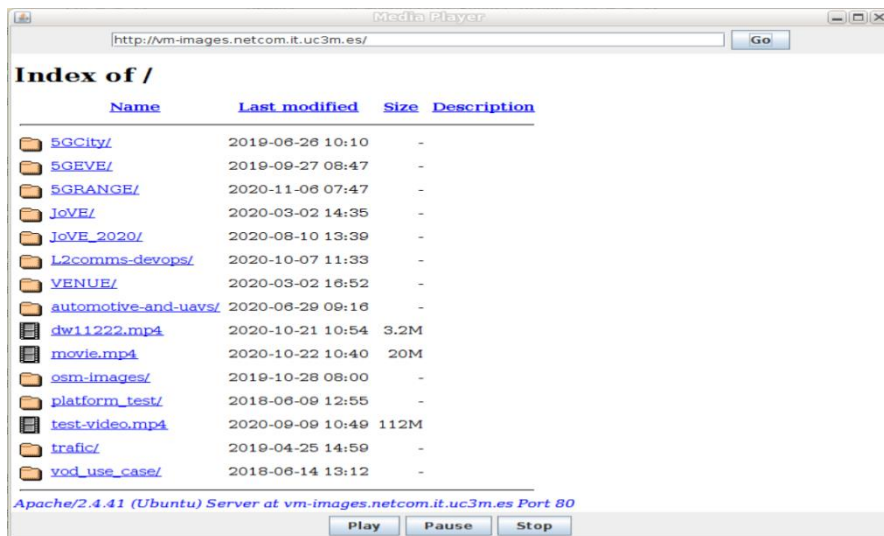 Media Player
http://vm-images.netcom.it.uc3m.es/ Go
Index of /
Name Last modified Size Description
5GCity/ 2019-06-26 10:10 -
5GEVE/ 2019-09-27 08:47 -
5GRANGE/ 2020-11-06 07:47 -
JoVE/ 2020-03-02 14:35 -
JoVE_2020/ 2020-08-10 13:39 -
L2comms-devops/ 2020-10-07 11:33 -
VENUE/ 2020-03-02 16:52 -
automotive-and-uavs/ 2020-06-29 09:16 -
dw11222.mp4 2020-10-21 10:54 3.2M
movie.mp4 2020-10-22 10:40 20M
osm-images/ 2019-10-28 08:00 -
platform_test/ 2018-06-09 12:55 -
test-video.mp4 2020-09-09 10:49 112M
trafic/ 2019-04-25 14:59 -
vod_use_case/ 2018-06-14 13:12 -
Apache/2.4.41 (Ubuntu) Server at vm-images.netcom.it.uc3m.es Port 80
Play Pause Stop